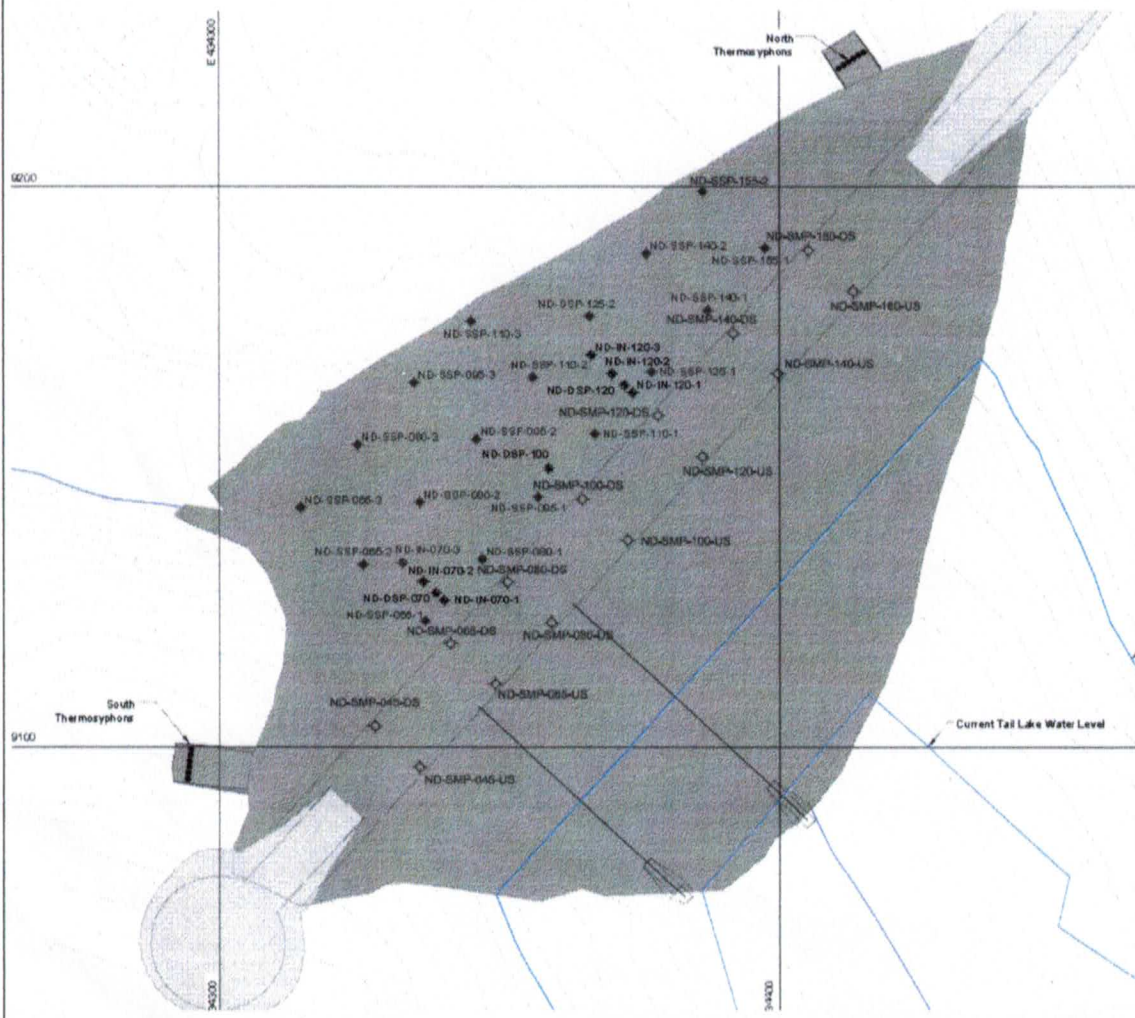 E 434300
North
Thermosyphons
9200
ND-SSP-155-2
ND-SSP-140-2
ND-SMP-160-DS
ND-SSP-155-1
ND-SSP-125-2
ND-SSP-140-1
ND-SMP-160-US
ND-SSP-110-3
ND-SMP-140-DS
ND-IN-120-3
ND-SSP-110-2
ND-IN-120-2
ND-SSP-125-1
ND-SMP-140-US
ND-SSP-095-3
ND-DSP-120
ND-IN-120-1
ND-SMP-120-DS
ND-SSP-080-3
ND-SSP-095-2
ND-SSP-110-1
ND-DSP-100
ND-SMP-120-US
ND-SMP-100-DS
ND-SSP-066-3
ND-SSP-080-2
ND-SSP-095-1
ND-SMP-100-US
ND-SSP-066-2
ND-IN-070-3
ND-SSP-080-1
ND-IN-070-2
ND-SMP-080-DS
ND-DSP-070
ND-IN-070-1
ND-SSP-066-1
ND-SMP-065-DS
ND-SMP-080-US
ND-SMP-065-US
ND-SMP-045-DS
South
Thermosyphons
Current Tail Lake Water Level
9100
ND-SMP-045-US
34300
34400